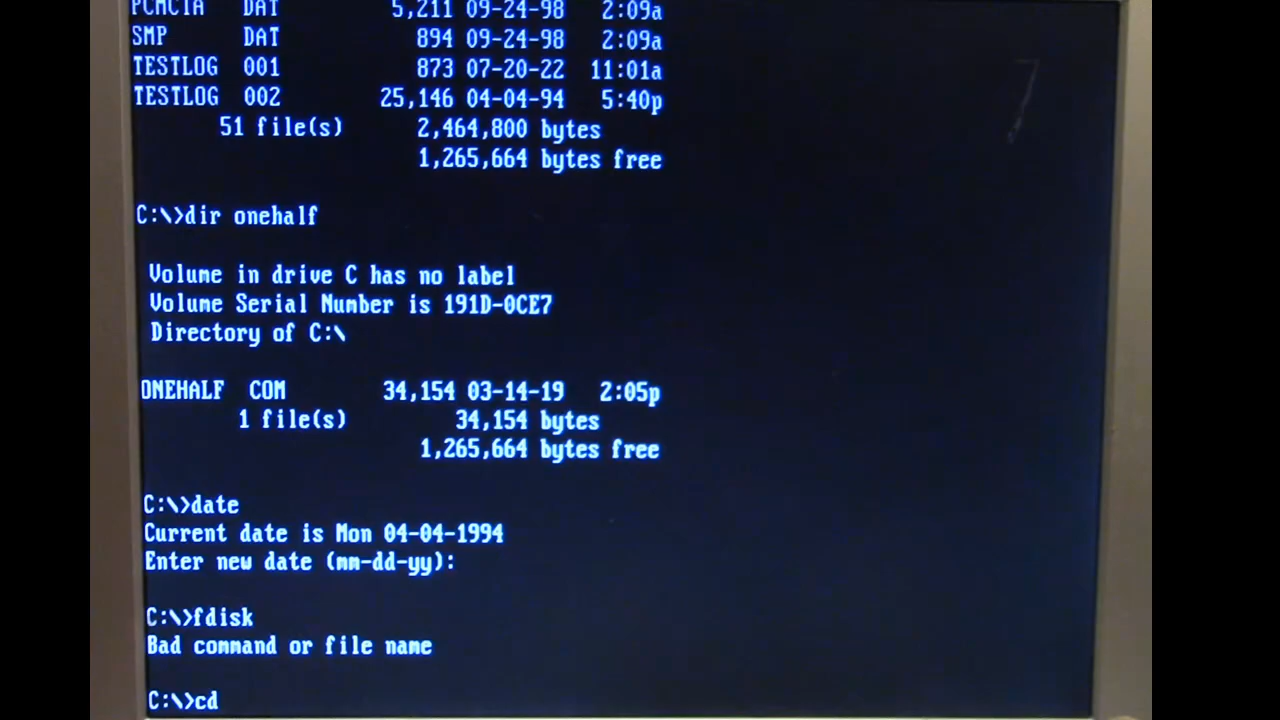 PCMCIA DAT 5,211 09-24-98 2:09a
SMP DAT 894 09-24-98 2:09a
TESTLOG 001 873 07-20-22 11:01a
TESTLOG 002 25,146 04-04-94 5:40p
51 file(s) 2,464,800 bytes
1,265,664 bytes free
C:\>dir onehalf
Volume in drive C has no label
Volume Serial Number is 191D-0CE7
Directory of C:\
ONEHALF COM 34,154 03-14-19 2:05p
1 file(s) 34,154 bytes
1,265,664 bytes free
C:\>date
Current date is Mon 04-04-1994
Enter new date (mm-dd-yy):
C:\>fdisk
Bad command or file name
C:\>cd